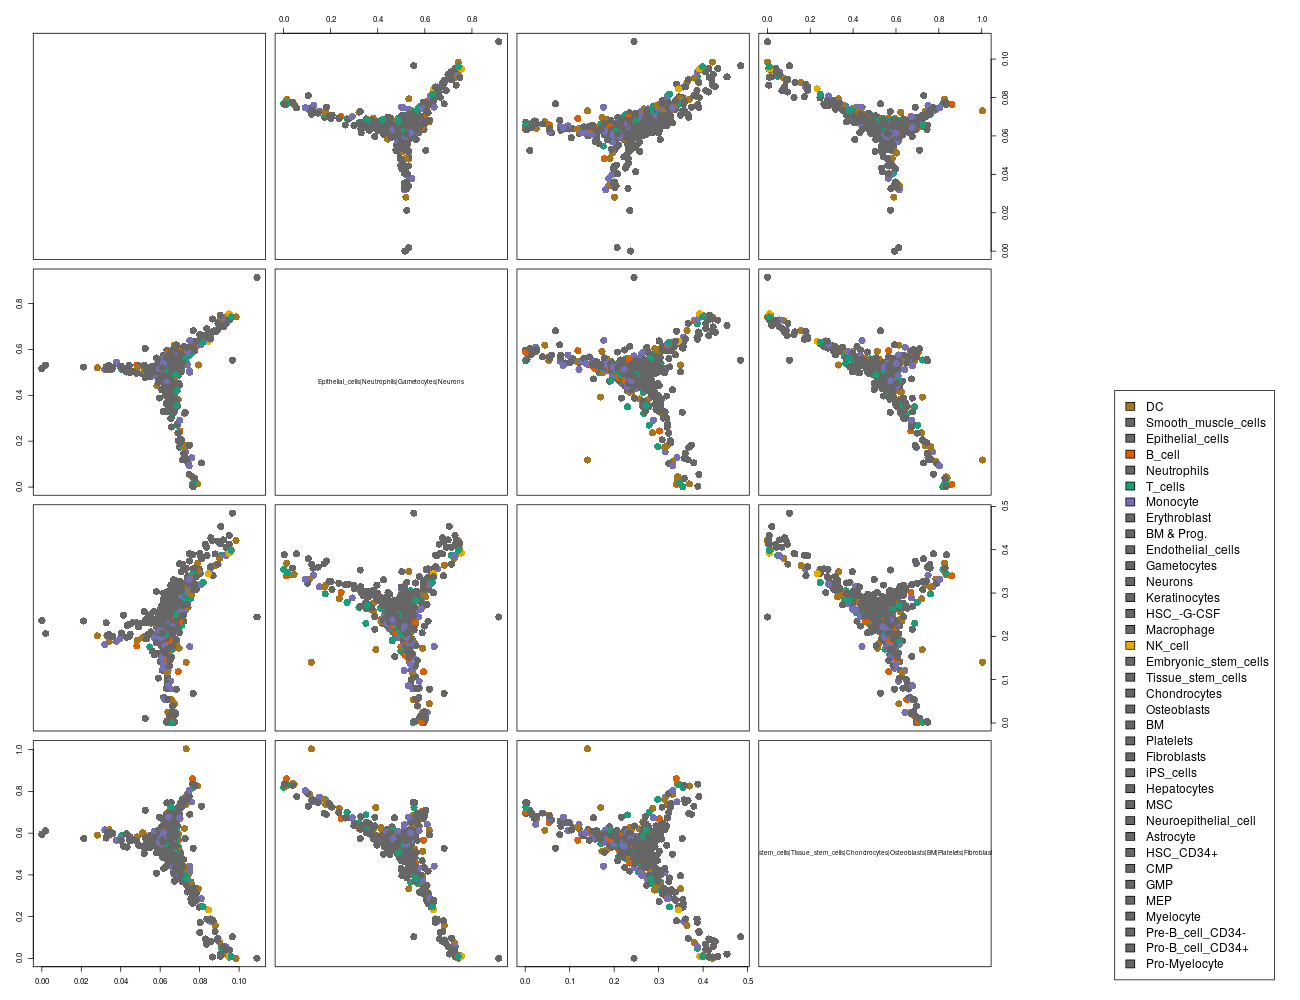 0.0 0.2 0.4 0.6 0.8
0.0 0.2 0.4 0.6 0.8 1.0
0.00 0.02 0.04 0.06 0.08 0.10
0.0 0.2 0.4 0.6 0.8
Epithelial_cells|Neutrophils|Gametocytes|Neurons
0.0 0.1 0.2 0.3 0.4 0.5
0.0 0.2 0.4 0.6 0.8 1.0
stem_cells|Tissue_stem_cells|Chondrocytes|Osteoblasts|BM|Platelets|Fibroblast
0.00 0.02 0.04 0.06 0.08 0.10
0.0 0.1 0.2 0.3 0.4 0.5
DC
Smooth_muscle_cells
Epithelial_cells
B_cell
Neutrophils
T_cells
Monocyte
Erythroblast
BM & Prog.
Endothelial_cells
Gametocytes
Neurons
Keratinocytes
HSC_-G-CSF
Macrophage
NK_cell
Embryonic_stem_cells
Tissue_stem_cells
Chondrocytes
Osteoblasts
BM
Platelets
Fibroblasts
iPS_cells
Hepatocytes
MSC
Neuroepithelial_cell
Astrocyte
HSC_CD34+
CMP
GMP
MEP
Myelocyte
Pre-B_cell_CD34-
Pro-B_cell_CD34+
Pro-Myelocyte